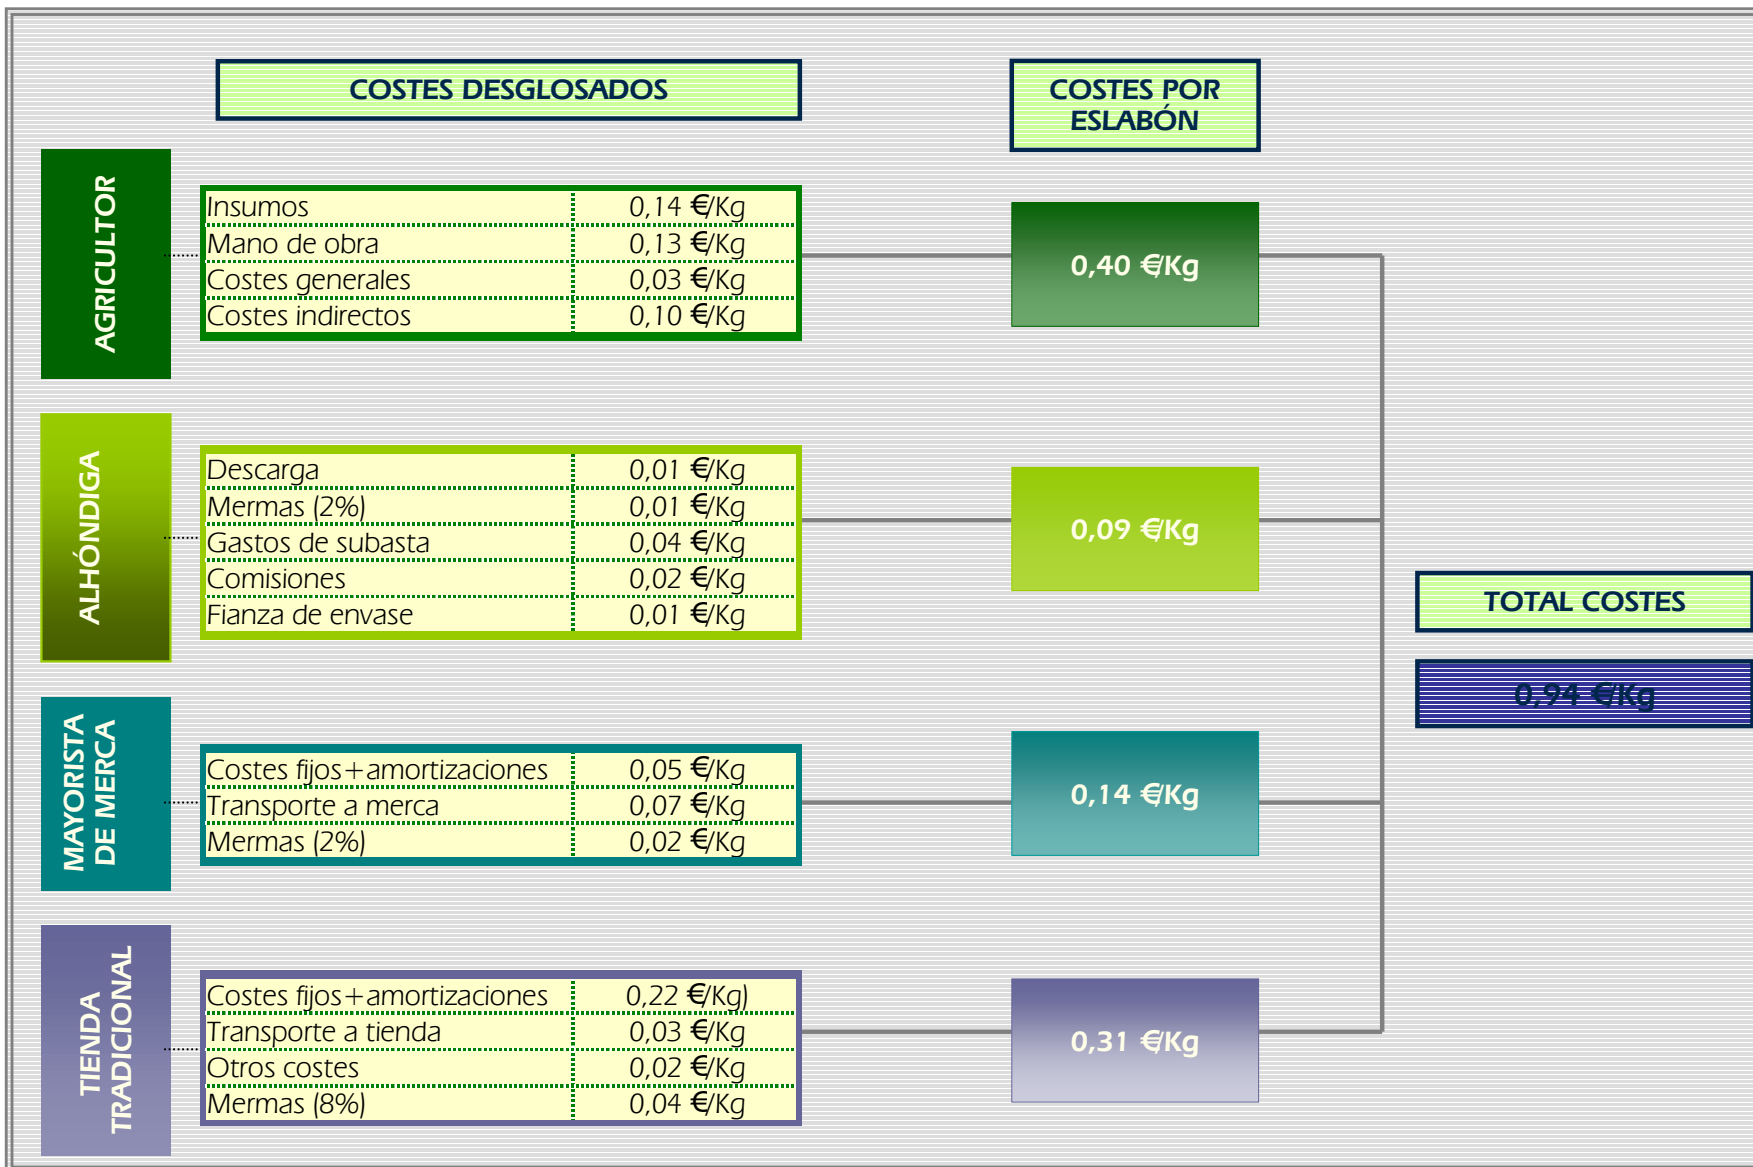 COSTES DESGLOSADOS
COSTES POR
ESLABÓN
AGRICULTOR
Insumos 0,14 €/Kg
Mano de obra 0,13 €/Kg
Costes generales 0,03 €/Kg
Costes indirectos 0,10 €/Kg
0,40 €/Kg
ALHÓNDIGA
Descarga 0,01 €/Kg
Mermas (2%) 0,01 €/Kg
Gastos de subasta 0,04 €/Kg
Comisiones 0,02 €/Kg
Fianza de envase 0,01 €/Kg
0,09 €/Kg
TOTAL COSTES
0,94 €/Kg
MAYORISTA
DE MERCA
Costes fijos+amortizaciones 0,05 €/Kg
Transporte a merca 0,07 €/Kg
Mermas (2%) 0,02 €/Kg
0,14 €/Kg
TIENDA
TRADICIONAL
Costes fijos+amortizaciones 0,22 €/Kg)
Transporte a tienda 0,03 €/Kg
Otros costes 0,02 €/Kg
Mermas (8%) 0,04 €/Kg
0,31 €/Kg